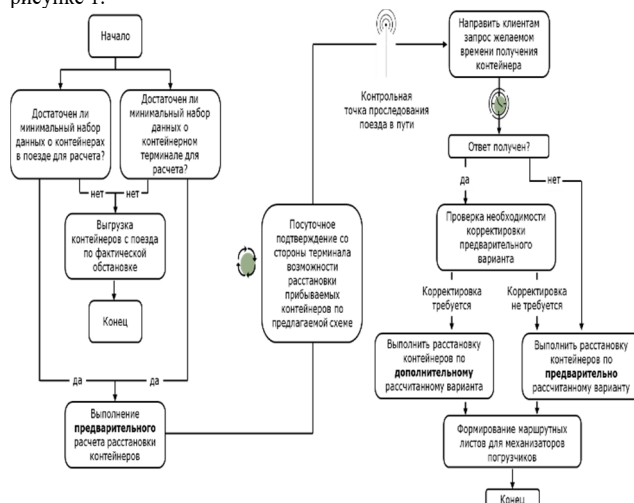 рисунке 1.
Начало
Достаточен ли
минимальный набор
данных о контейнерах
в поезде для расчета?
Достаточен ли
минимальный набор
данных о
контейнерном
терминале для
расчета?
нет
нет
Выгрузка
контейнеров с поезда
по фактической
обстановке
Конец
да
да
Выполнение
предварительного
расчета расстановки
контейнеров
Посуточное
подтверждение со
стороны терминала
возможности
расстановки
прибываемых
контейнеров по
предлагаемой схеме
Контрольная
точка проследования
поезда в пути
Направить клиентам
запрос желаемом
времени получения
контейнера
Ответ получен?
да
нет
Проверка необходимости
корректировки
предварительного
варианта
Корректировка
требуется
Корректировка
не требуется
Выполнить расстановку
контейнеров по
дополнительному
рассчитанному варианта
Выполнить расстановку
контейнеров по
предварительно
рассчитанному варианту
Формирование маршрутных
листов для механизаторов
погрузчиков
Конец